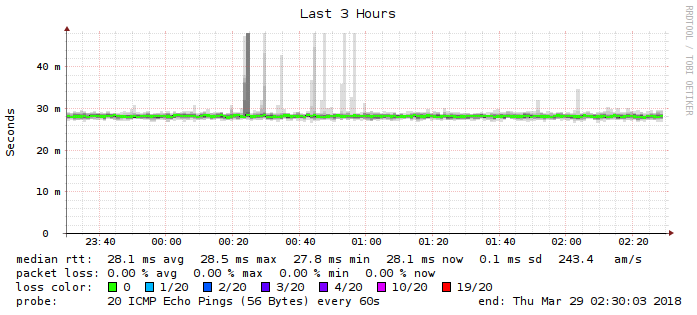 Last 3 Hours
RRDTOOL / TOBI OETIKER
Seconds
40 m
30 m
20 m
10 m
0
23:40 00:00 00:20 00:40 01:00 01:20 01:40 02:00 02:20
median rtt: 28.1 ms avg 28.5 ms max 27.8 ms min 28.1 ms now 0.1 ms sd 243.4 am/s
packet loss: 0.00 % avg 0.00 % max 0.00 % min 0.00 % now
loss color: 0 1/20 2/20 3/20 4/20 10/20 19/20
probe: 20 ICMP Echo Pings (56 Bytes) every 60s end: Thu Mar 29 02:30:03 2018